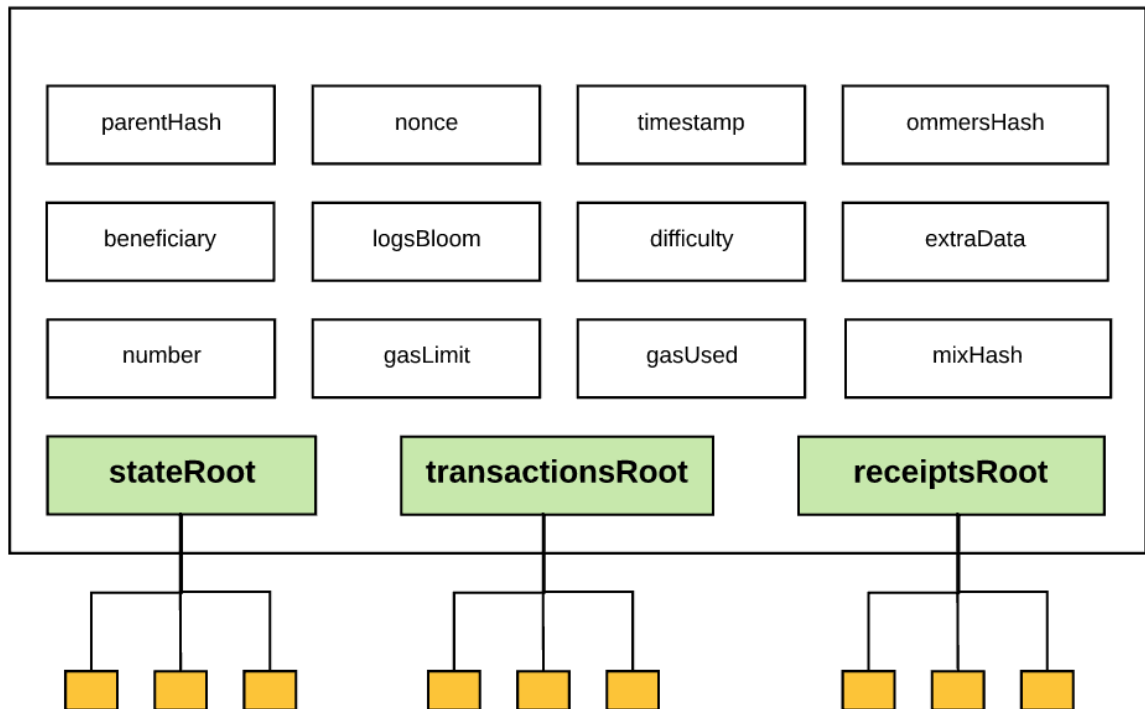 parentHash
nonce
timestamp
ommersHash
beneficiary
logsBloom
difficulty
extraData
number
gasLimit
gasUsed
mixHash
stateRoot
transactionsRoot
receiptsRoot